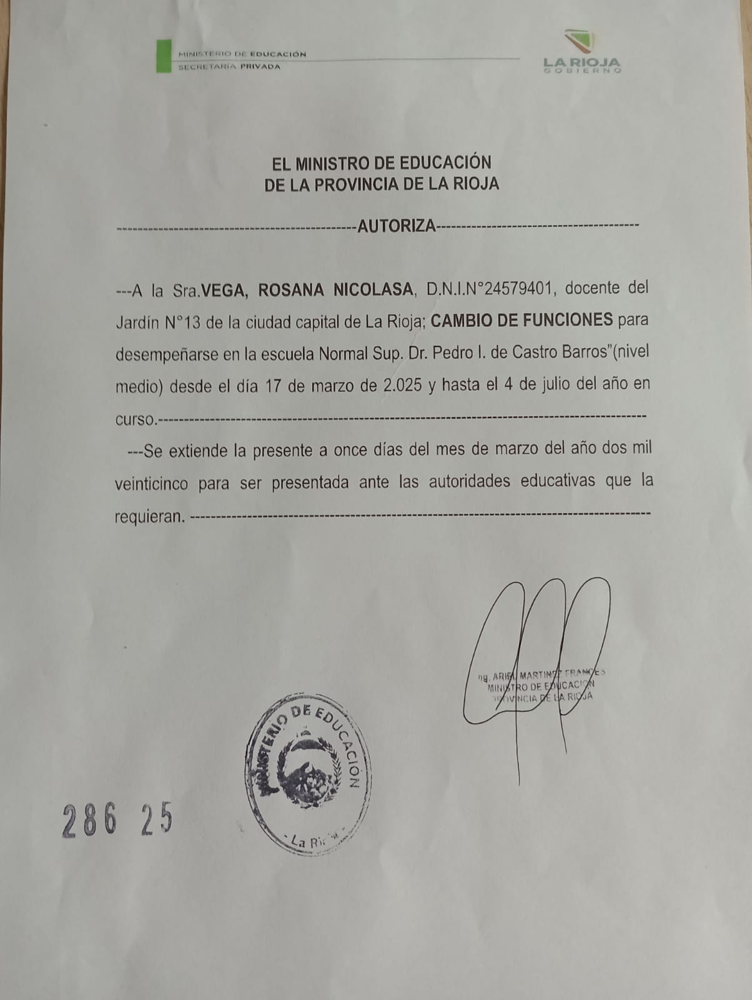 MINISTERIO DE EDUCACIÓN
SECRETARÍA PRIVADA
LA RIOJA
GOBIERNO
EL MINISTRO DE EDUCACIÓN
DE LA PROVINCIA DE LA RIOJA
----------------------------------------------AUTORIZA---------------------------------------
---A la Sra.VEGA, ROSANA NICOLASA, D.N.I.N°24579401, docente del
Jardín N°13 de la ciudad capital de La Rioja; CAMBIO DE FUNCIONES para
desempeñarse en la escuela Normal Sup. Dr. Pedro I. de Castro Barros”(nivel
medio) desde el día 17 de marzo de 2.025 y hasta el 4 de julio del año en
curso.----------------------------------------------------------------------------------------------
---Se extiende la presente a once días del mes de marzo del año dos mil
veinticinco para ser presentada ante las autoridades educativas que la
requieran. -----------------------------------------------------------------------------------------
ng. ARIEL MARTINEZ FRANCES
MINISTRO DE EDUCACION
PROVINCIA DE LA RIOJA
MINISTERIO DE EDUCACIÓN
- La Rioja -
286 25